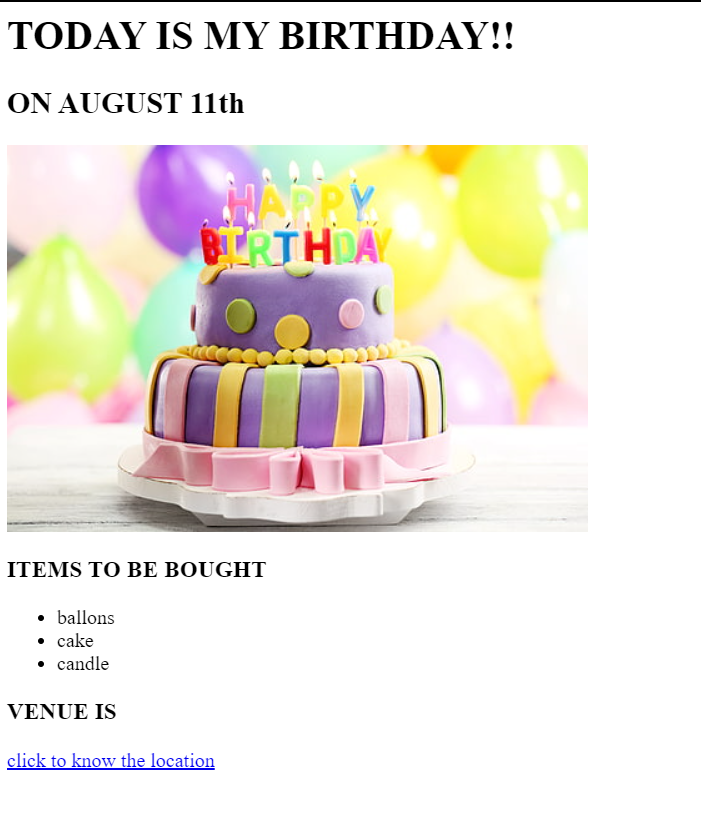 TODAY IS MY BIRTHDAY!!
ON AUGUST 11th
HAPPY
BIRTHDAY
ITEMS TO BE BOUGHT
ballons
cake
candle
VENUE IS
click to know the location